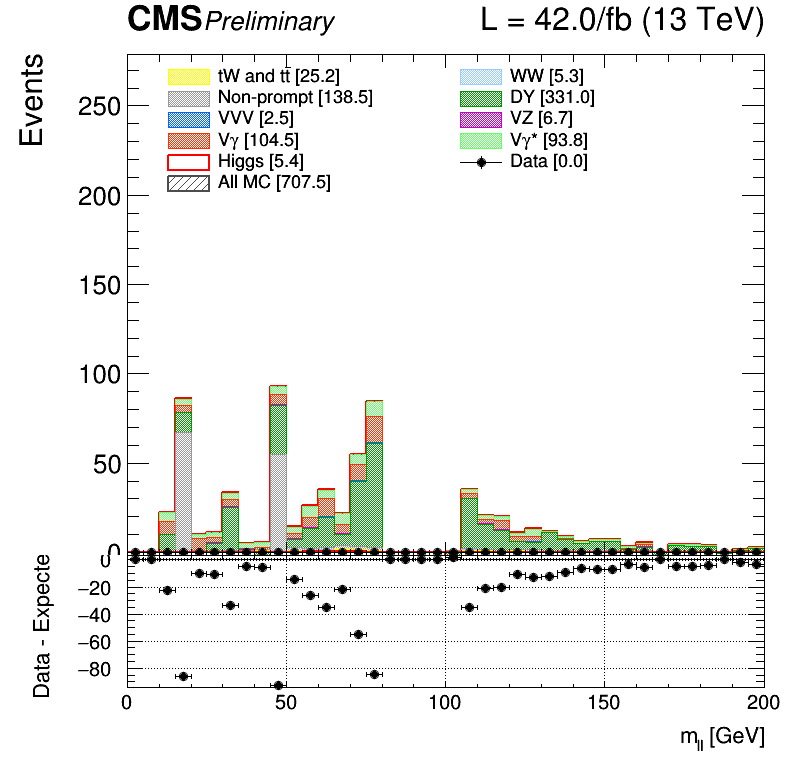 CMS Preliminary L = 42.0/fb (13 TeV)
Events
tW and tt̄ [25.2]
Non-prompt [138.5]
VVV [2.5]
Vγ [104.5]
Higgs [5.4]
All MC [707.5]
WW [5.3]
DY [331.0]
VZ [6.7]
Vγ* [93.8]
Data [0.0]
250
200
150
100
50
0
Data - Expecte
0
−20
−40
−60
−80
0 50 100 150 200
m_ll [GeV]